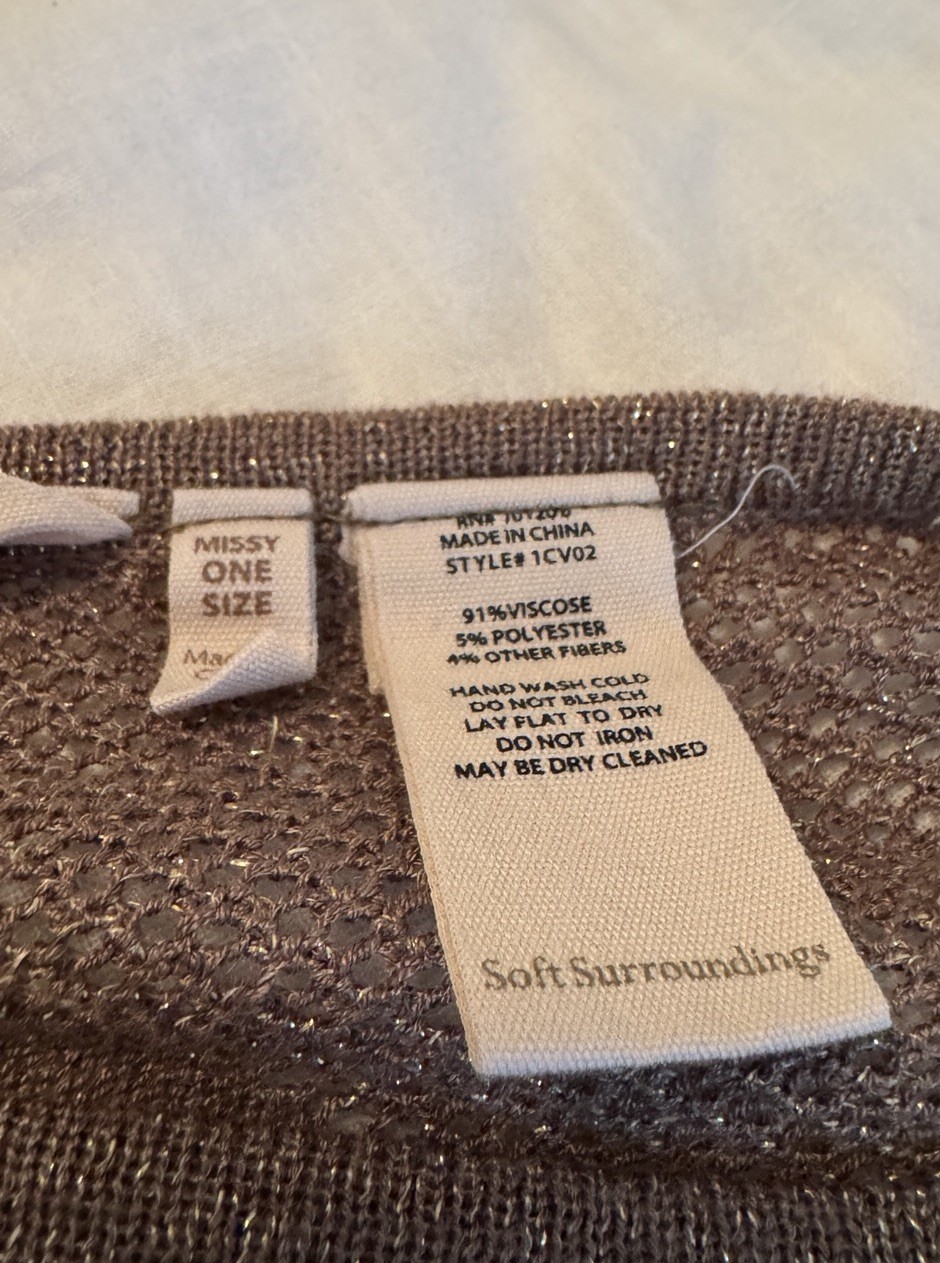 MISSY
ONE
SIZE
RN#
MADE IN CHINA
STYLE# 1CV02
91%VISCOSE
5% POLYESTER
4% OTHER FIBERS
HAND WASH COLD
DO NOT BLEACH
LAY FLAT TO DRY
DO NOT IRON
MAY BE DRY CLEANED
Soft Surroundings